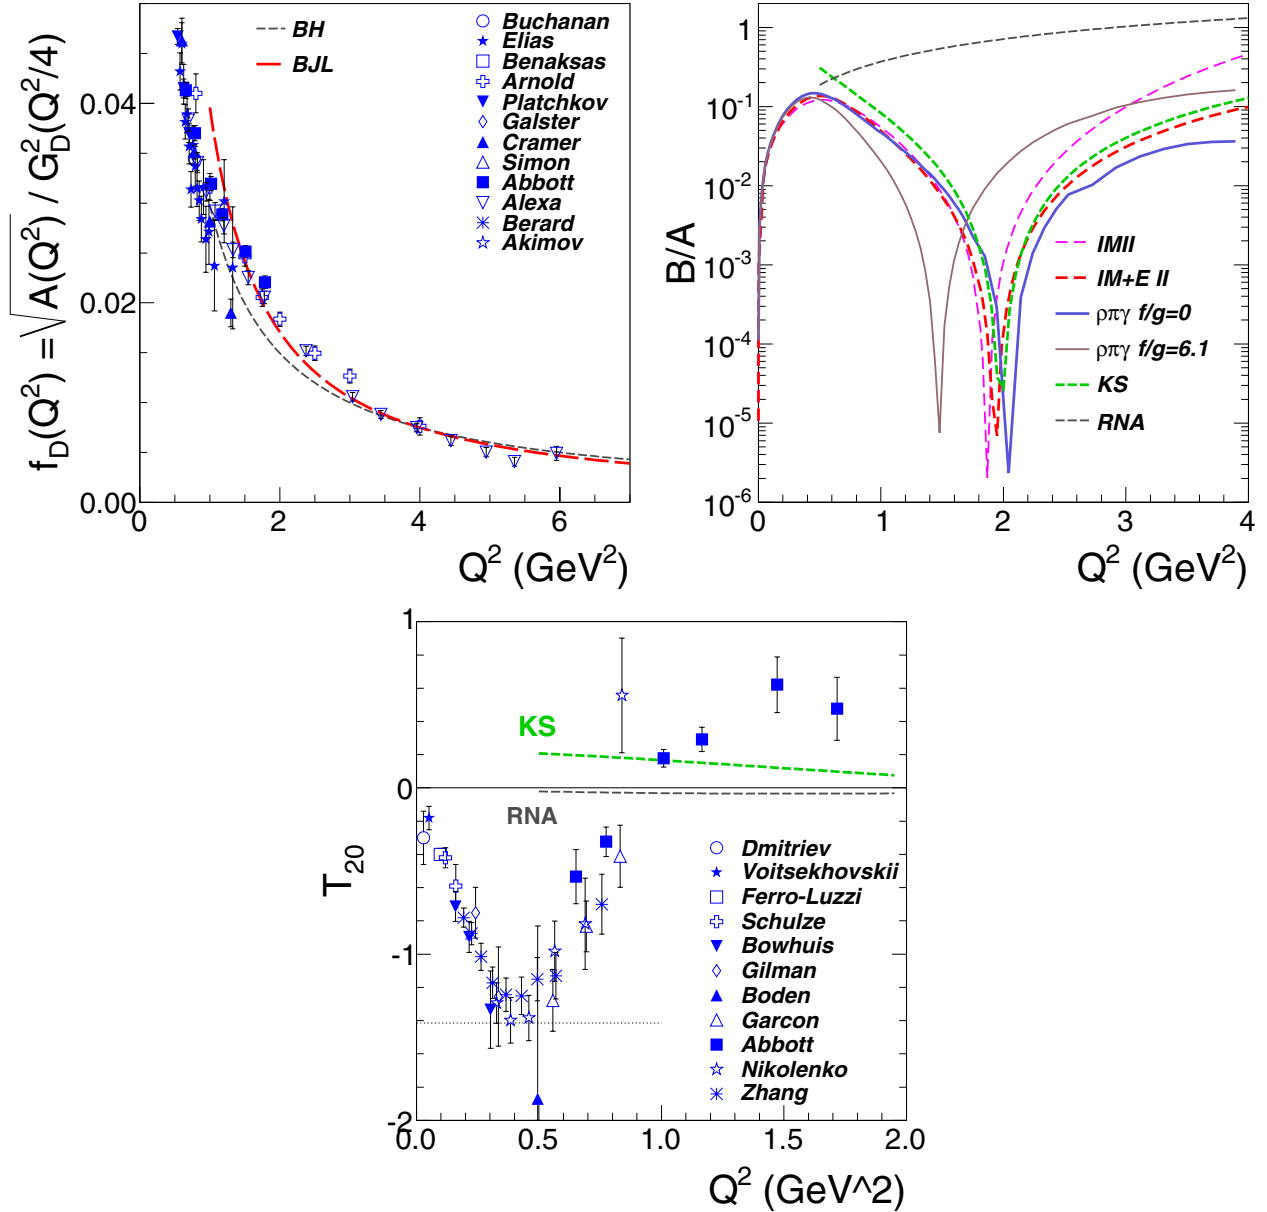 f_D(Q^2) = √A(Q^2) / G_D^2(Q^2/4)
0.04
0.02
0.00
0 2 4 6
Q^2 (GeV^2)
BH
BJL
Buchanan
Elias
Benaksas
Arnold
Platchkov
Galster
Cramer
Simon
Abbott
Alexa
Berard
Akimov
B/A
1
10^-1
10^-2
10^-3
10^-4
10^-5
10^-6
0 1 2 3 4
Q^2 (GeV^2)
IMII
IM+E II
ρπγ f/g=0
ρπγ f/g=6.1
KS
RNA
T_20
1
0
-1
-2
0.0 0.5 1.0 1.5 2.0
Q^2 (GeV^2)
KS
RNA
Dmitriev
Voitsekhovskii
Ferro-Luzzi
Schulze
Bowhuis
Gilman
Boden
Garcon
Abbott
Nikolenko
Zhang